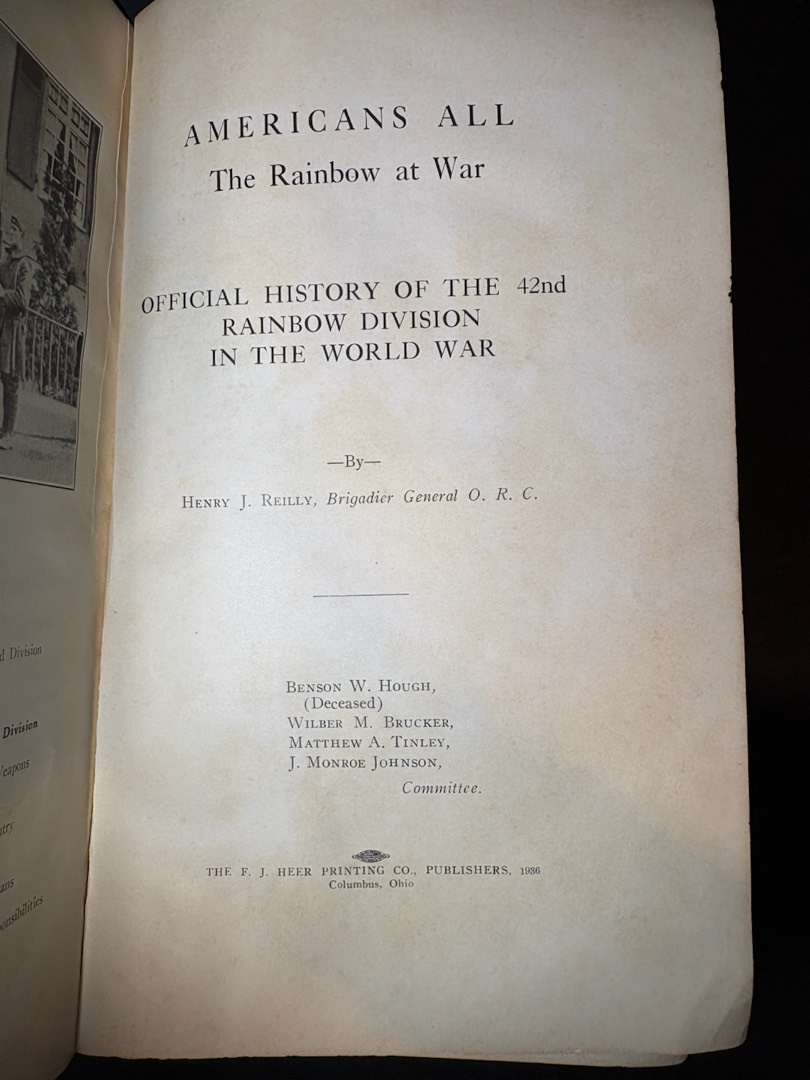 AMERICANS ALL
The Rainbow at War
OFFICIAL HISTORY OF THE 42nd
RAINBOW DIVISION
IN THE WORLD WAR
—By—
HENRY J. REILLY, Brigadier General O. R. C.
BENSON W. HOUGH,
(Deceased)
WILBER M. BRUCKER,
MATTHEW A. TINLEY,
J. MONROE JOHNSON,
Committee.
THE F. J. HEER PRINTING CO., PUBLISHERS, 1936
Columbus, Ohio
Division
Division